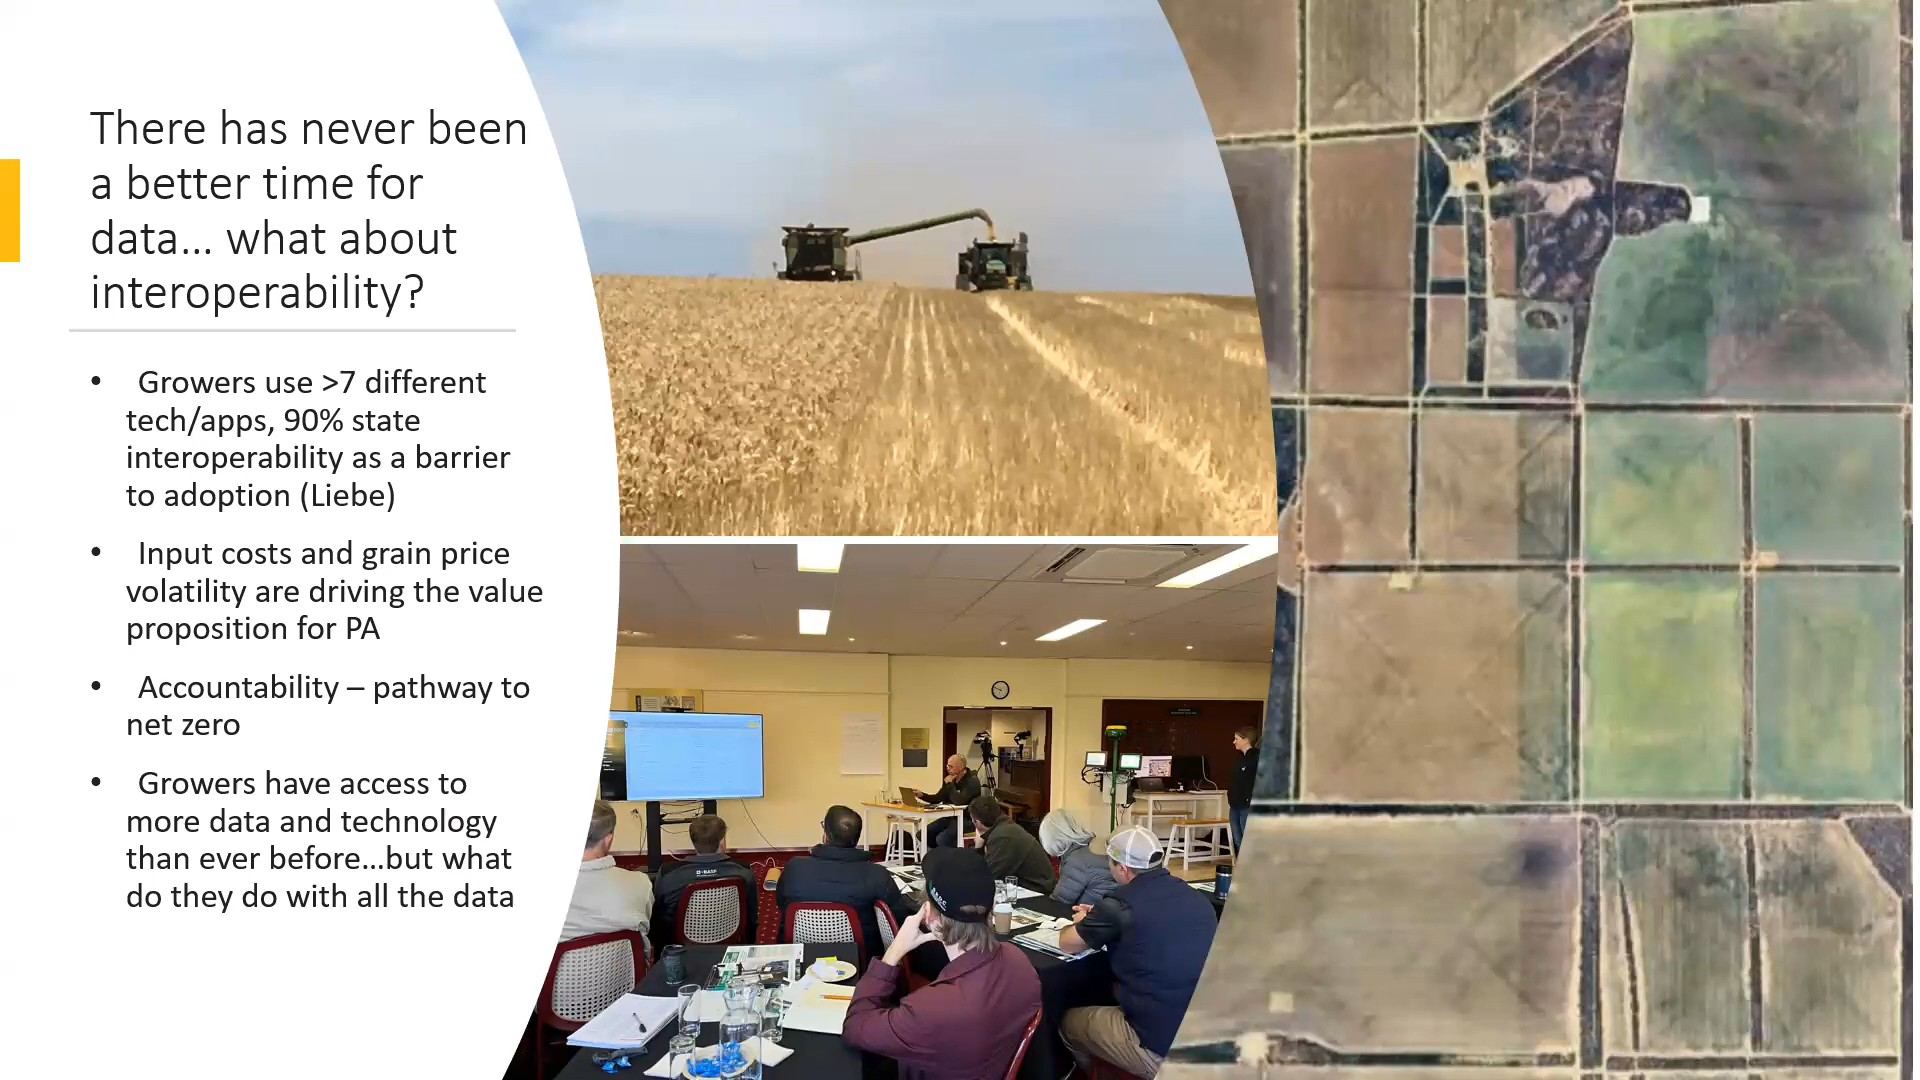 There has never been
a better time for
data... what about
interoperability?
• Growers use >7 different
tech/apps, 90% state
interoperability as a barrier
to adoption (Liebe)
• Input costs and grain price
volatility are driving the value
proposition for PA
• Accountability – pathway to
net zero
• Growers have access to
more data and technology
than ever before...but what
do they do with all the data